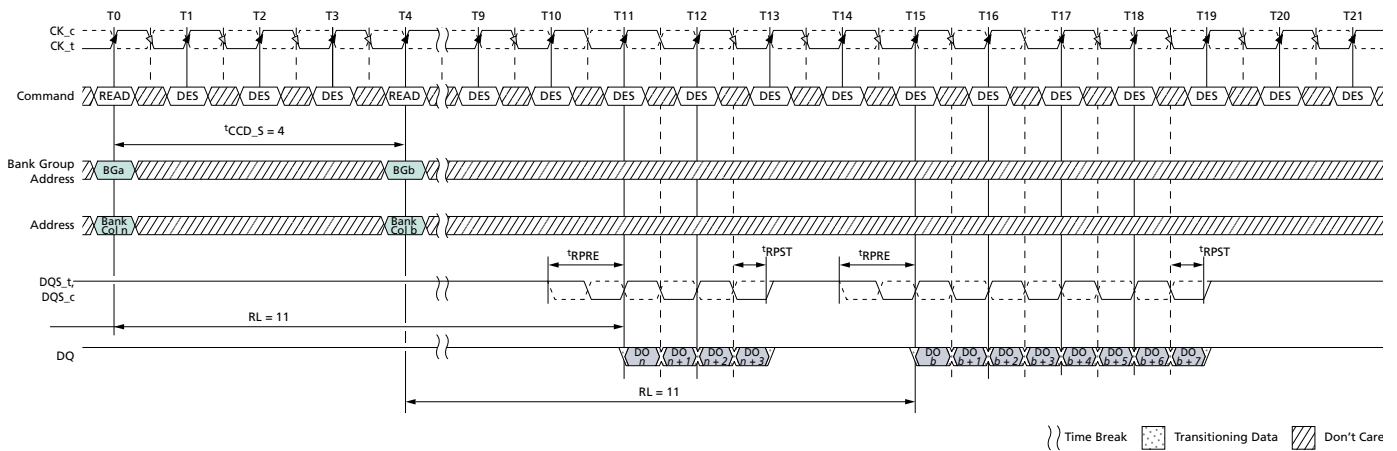 T0 T1 T2 T3 T4 T9 T10 T11 T12 T13 T14 T15 T16 T17 T18 T19 T20 T21
CK_c
CK_t
Command READ DES DES DES READ DES DES DES DES DES DES DES DES DES DES DES DES DES
tCCD_S = 4
Bank Group
Address
BGa BGb
Address
Bank
Col n
Bank
Col b
tRPRE tRPST tRPRE tRPST
DQS_t,
DQS_c
RL = 11
DQ
DO
n
DO
n + 1
DO
n + 2
DO
n + 3
DO
b
DO
b + 1
DO
b + 2
DO
b + 3
DO
b + 4
DO
b + 5
DO
b + 6
DO
b + 7
RL = 11
Time Break Transitioning Data Don't Care